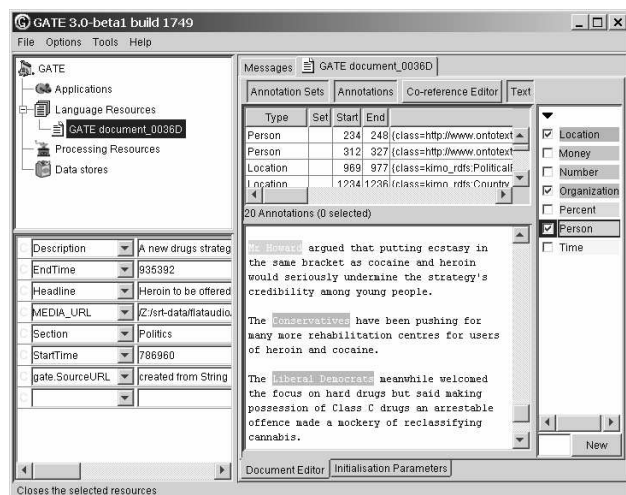 GATE 3.0-beta1 build 1749
File Options Tools Help
GATE
Applications
Language Resources
GATE document_0036D
Processing Resources
Data stores
Description A new drugs strateg
EndTime 935392
Headline Heroin to be offered
MEDIA_URL /Z:/srt-data/flataudio.
Section Politics
StartTime 786960
gate.SourceURL created from String
Messages GATE document_0036D
Annotation Sets Annotations Co-reference Editor Text
Type Set Start End
Person 234 248 {class=http://www.ontotext
Person 312 327 {class=http://www.ontotext
Location 969 977 {class=kimo_rdfs:Political
Location 1234 1236 {class=kimo_rdfs:Country
20 Annotations (0 selected)
Mr Howard argued that putting ecstasy in
the same bracket as cocaine and heroin
would seriously undermine the strategy's
credibility among young people.
The Conservatives have been pushing for
many more rehabilitation centres for users
of heroin and cocaine.
The Liberal Democrats meanwhile welcomed
the focus on hard drugs but said making
possession of Class C drugs an arrestable
offence made a mockery of reclassifying
cannabis.
Location
Money
Number
Organization
Percent
Person
Time
New
Document Editor Initialisation Parameters
Closes the selected resources